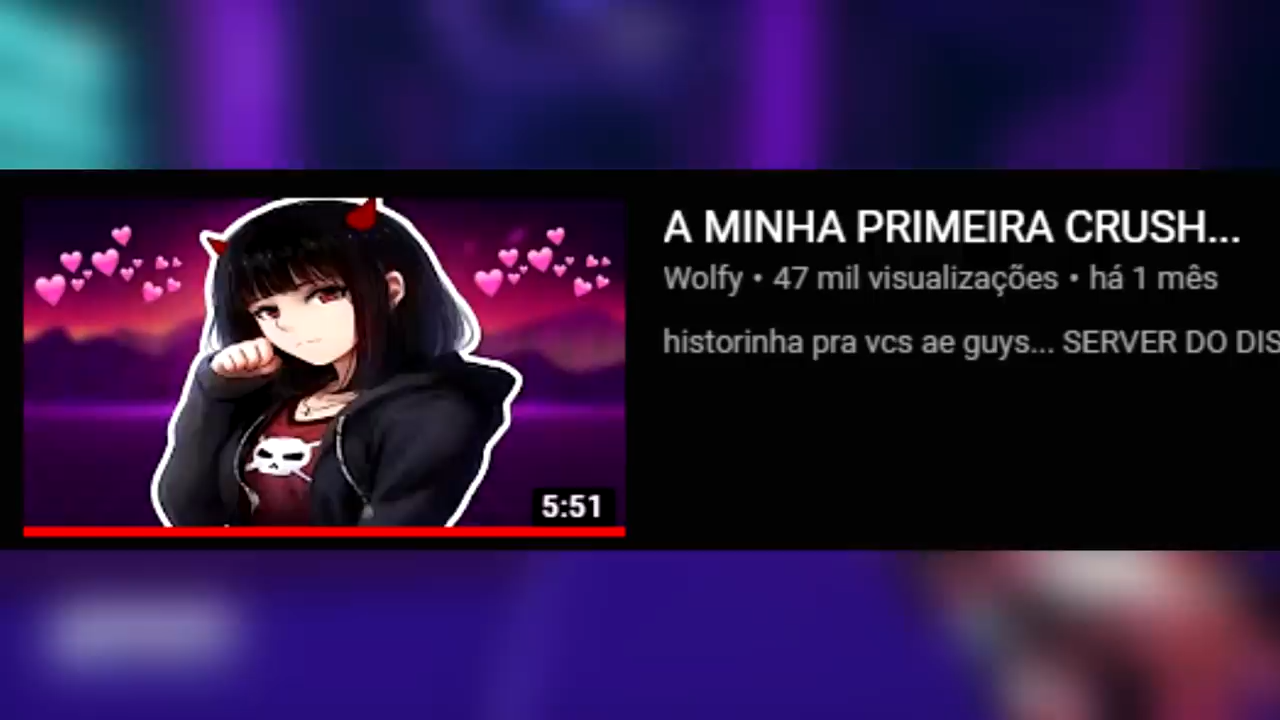 A MINHA PRIMEIRA CRUSH...
Wolfy • 47 mil visualizações • há 1 mês
historinha pra vcs ae guys... SERVER DO DIS
5:51